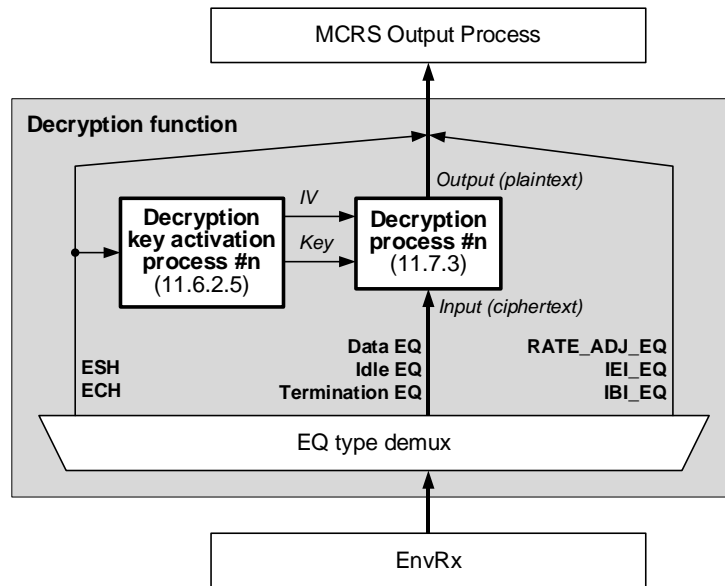 MCRS Output Process
Decryption function
Output (plaintext)
IV
Decryption
key activation
process #n
(11.6.2.5)
Key
Decryption
process #n
(11.7.3)
Input (ciphertext)
ESH
ECH
Data EQ
Idle EQ
Termination EQ
RATE_ADJ_EQ
IEI_EQ
IBI_EQ
EQ type demux
EnvRx